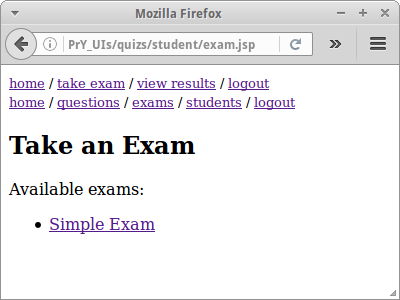 Mozilla Firefox
PrY_UIs/quizs/student/exam.jsp
home / take exam / view results / logout
home / questions / exams / students / logout
Take an Exam
Available exams:
Simple Exam